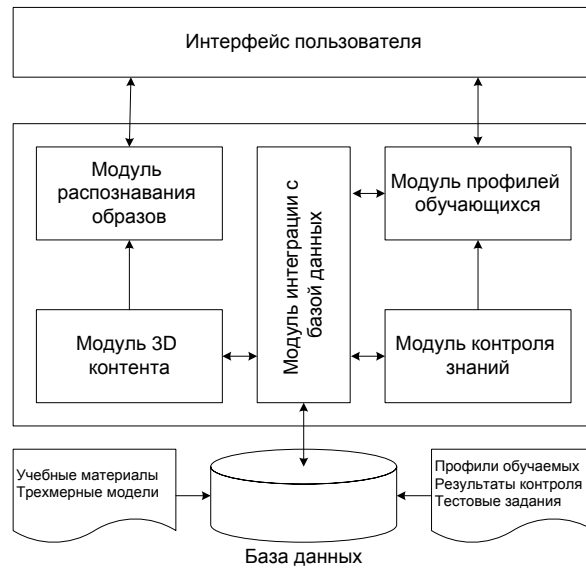 Интерфейс пользователя
Модуль
распознавания
образов
Модуль интеграции с
базой данных
Модуль профилей
обучающихся
Модуль 3D
контента
Модуль контроля
знаний
Учебные материалы
Трехмерные модели
Профили обучаемых
Результаты контроля
Тестовые задания
База данных